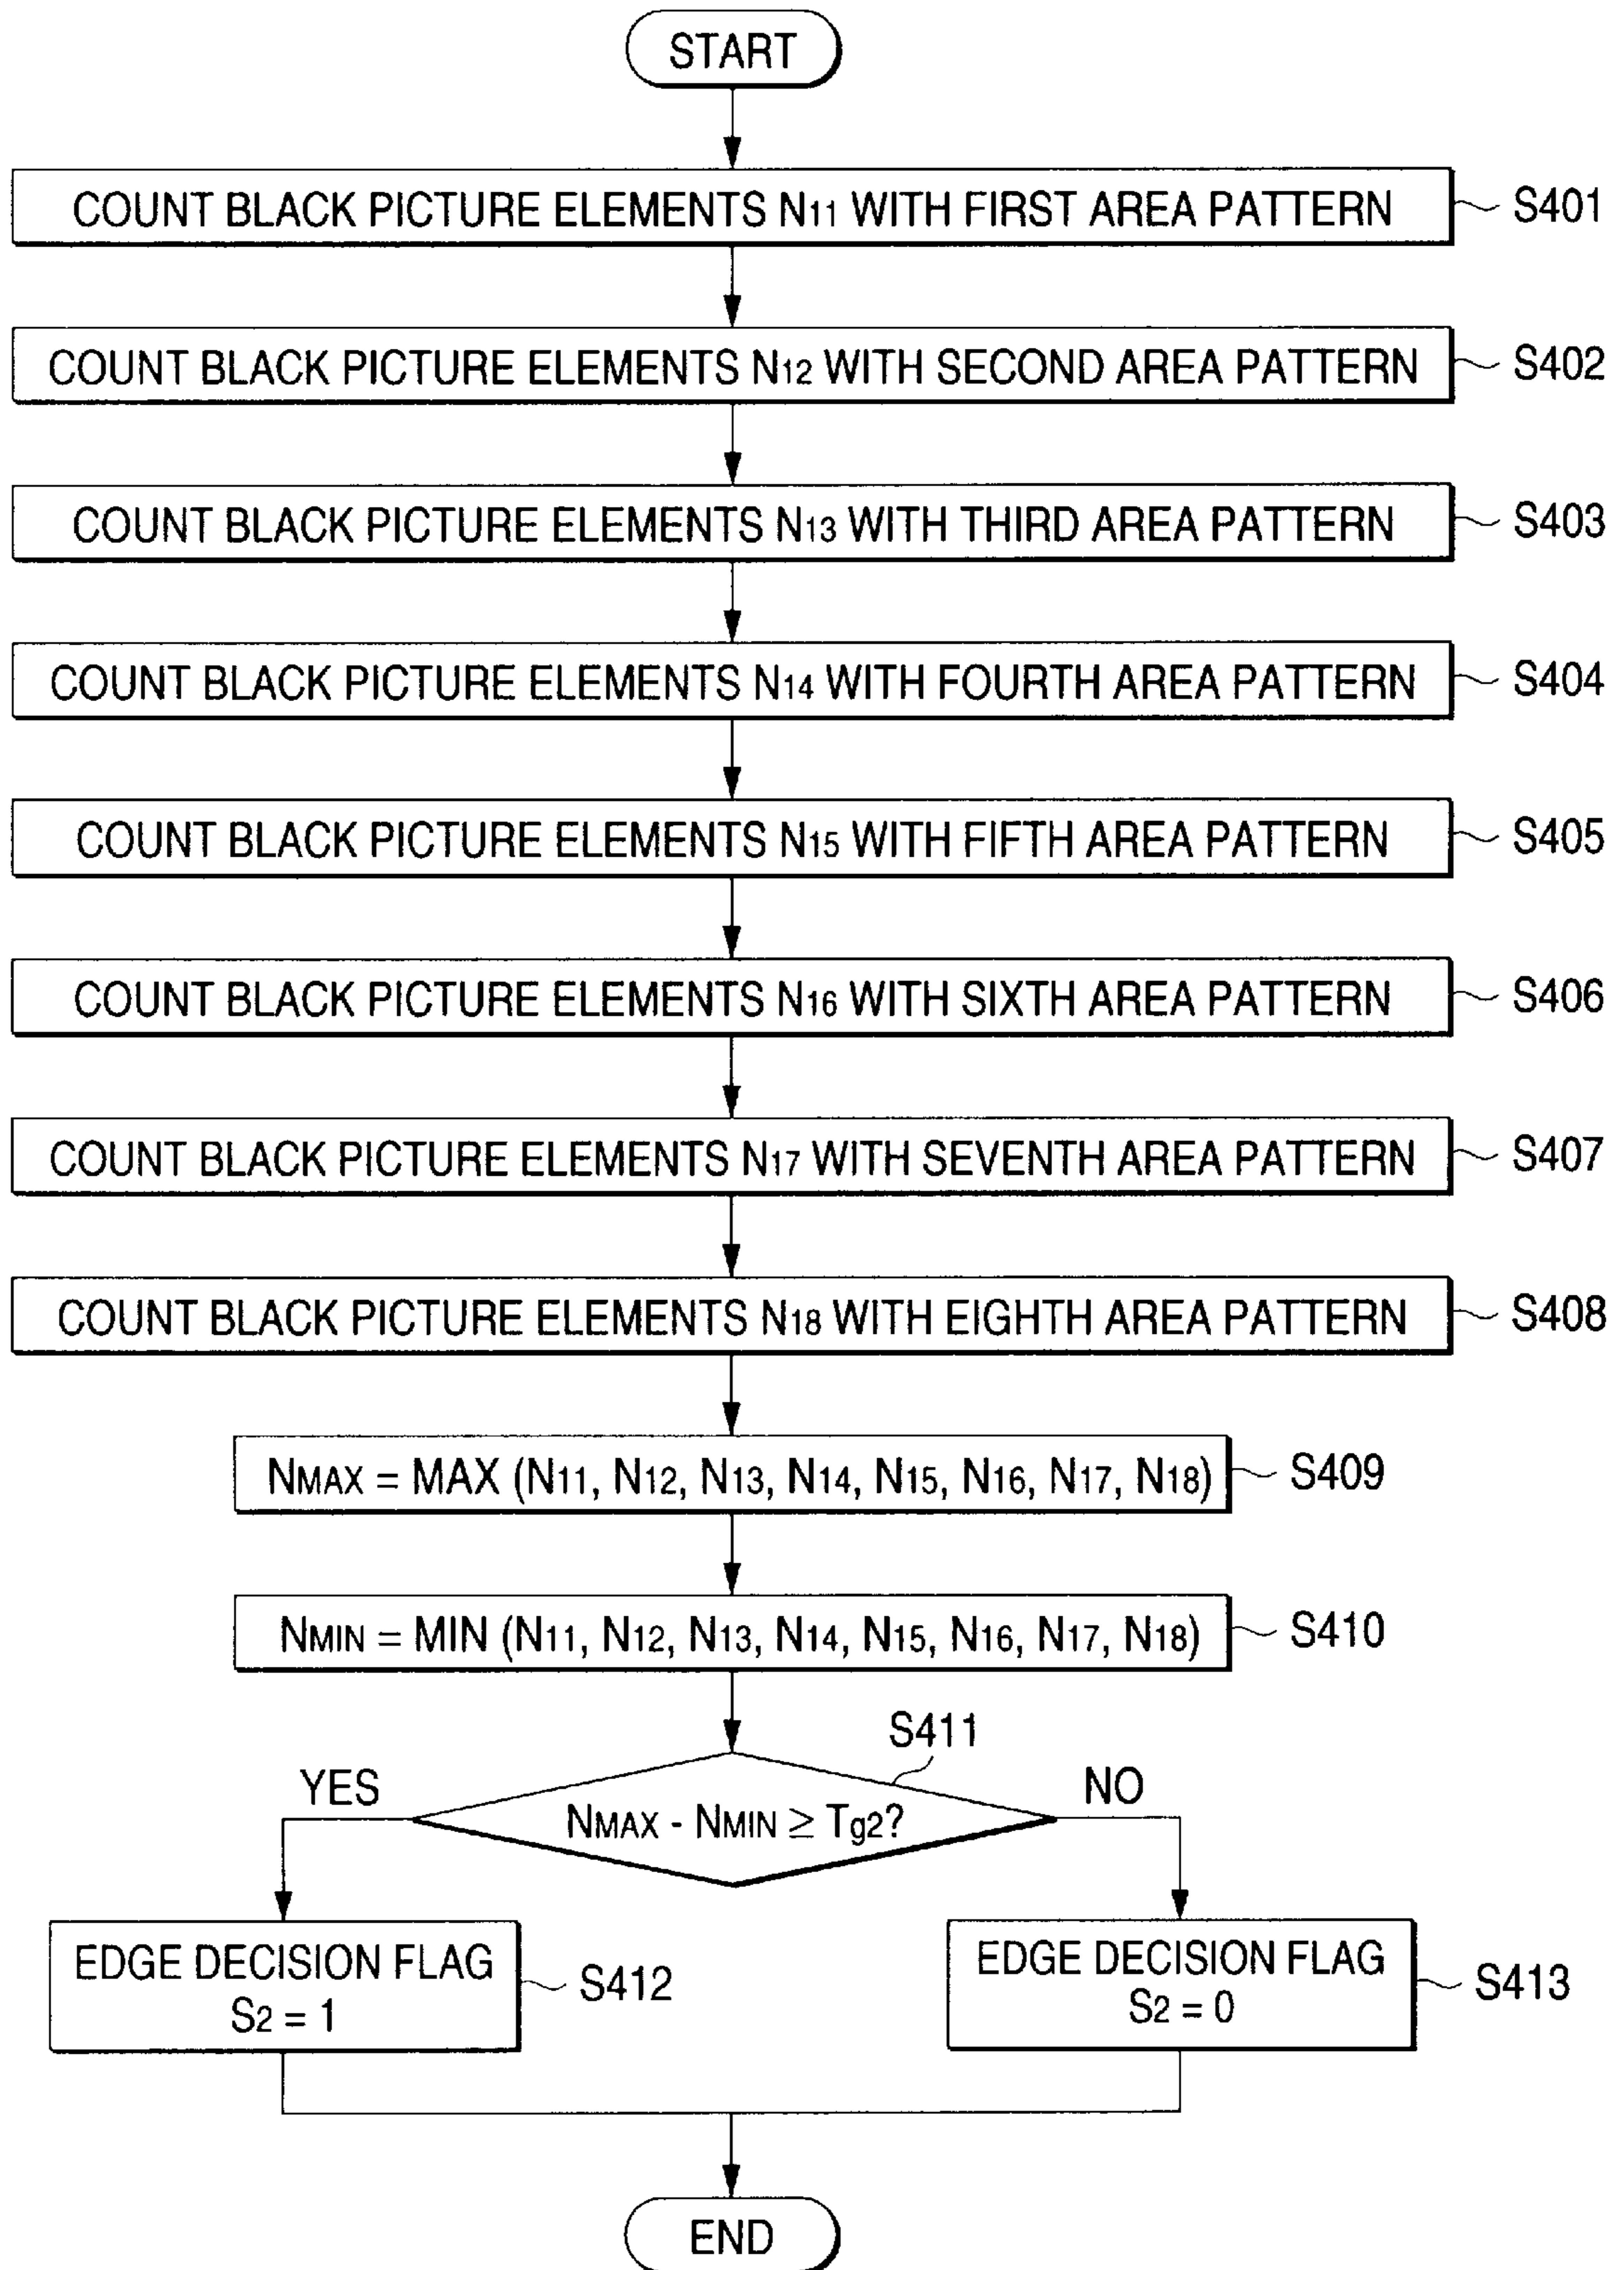 START
COUNT BLACK PICTURE ELEMENTS N11 WITH FIRST AREA PATTERN
S401
COUNT BLACK PICTURE ELEMENTS N12 WITH SECOND AREA PATTERN
S402
COUNT BLACK PICTURE ELEMENTS N13 WITH THIRD AREA PATTERN
S403
COUNT BLACK PICTURE ELEMENTS N14 WITH FOURTH AREA PATTERN
S404
COUNT BLACK PICTURE ELEMENTS N15 WITH FIFTH AREA PATTERN
S405
COUNT BLACK PICTURE ELEMENTS N16 WITH SIXTH AREA PATTERN
S406
COUNT BLACK PICTURE ELEMENTS N17 WITH SEVENTH AREA PATTERN
S407
COUNT BLACK PICTURE ELEMENTS N18 WITH EIGHTH AREA PATTERN
S408
NMAX = MAX (N11, N12, N13, N14, N15, N16, N17, N18)
S409
NMIN = MIN (N11, N12, N13, N14, N15, N16, N17, N18)
S410
S411
YES
NO
NMAX - NMIN ≥ Tg2?
EDGE DECISION FLAG
S2 = 1
S412
EDGE DECISION FLAG
S2 = 0
S413
END